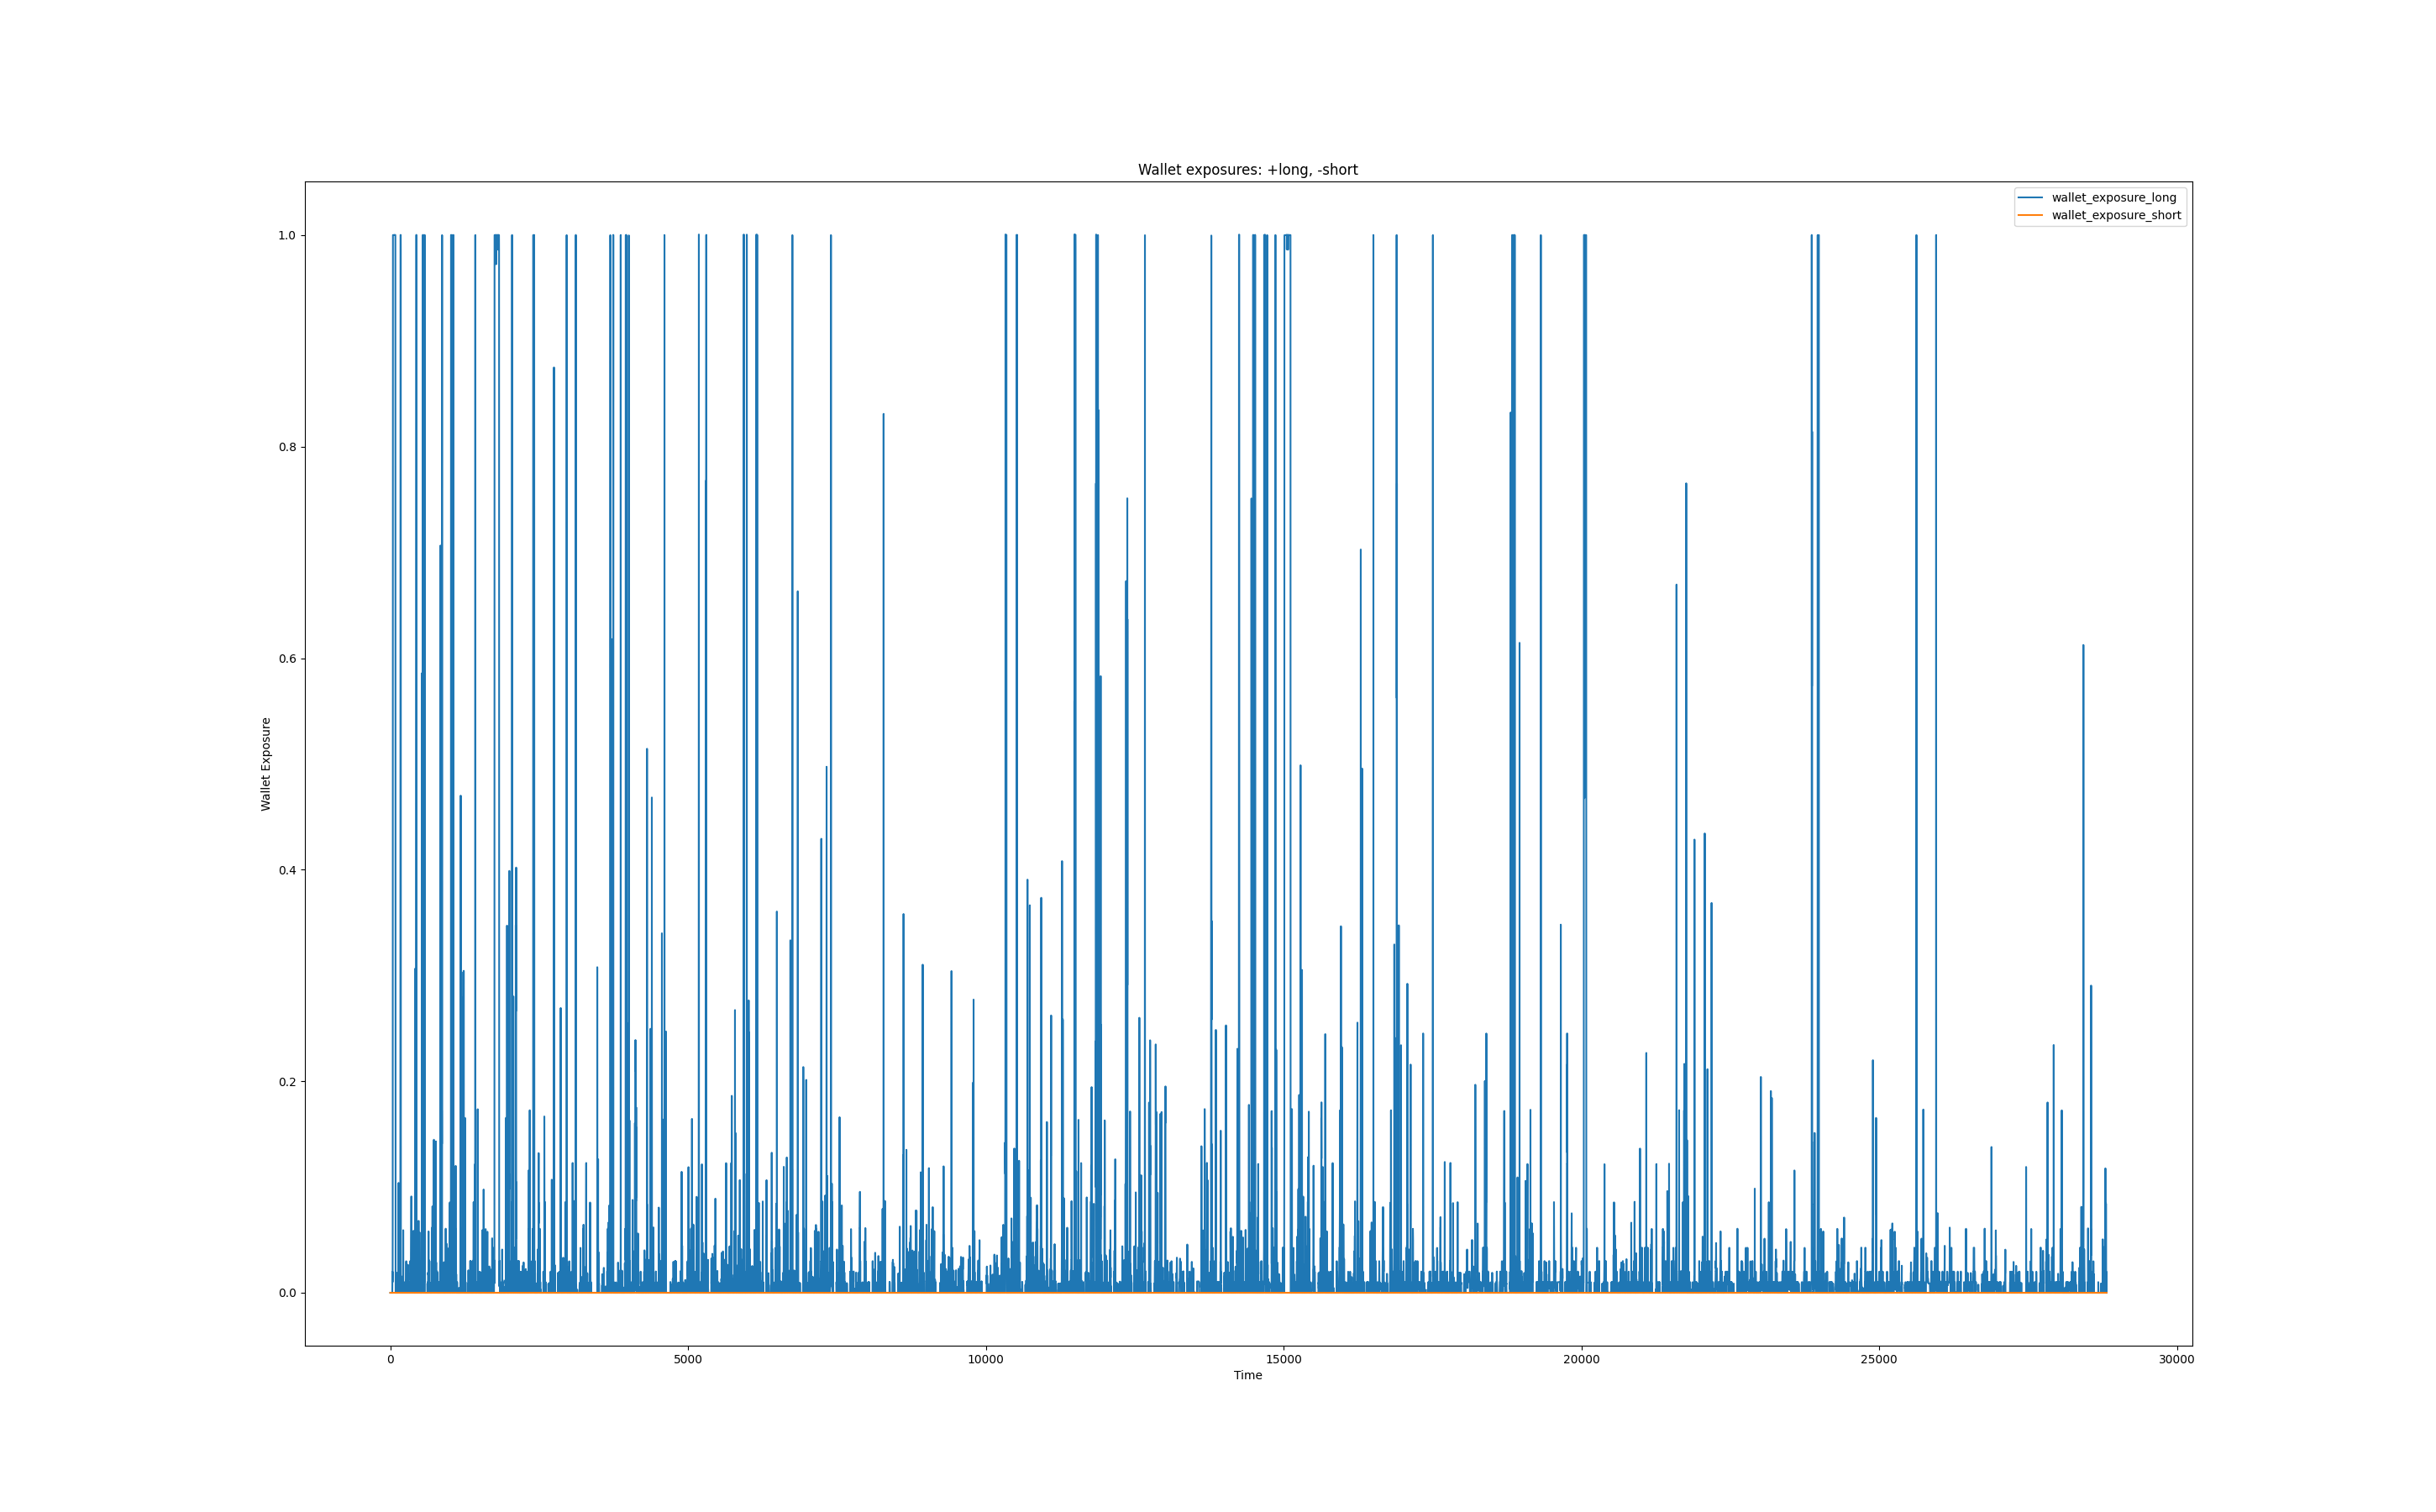 Wallet exposures: +long, -short
wallet_exposure_long
wallet_exposure_short
1.0
0.8
0.6
0.4
0.2
0.0
Wallet Exposure
0 5000 10000 15000 20000 25000 30000
Time